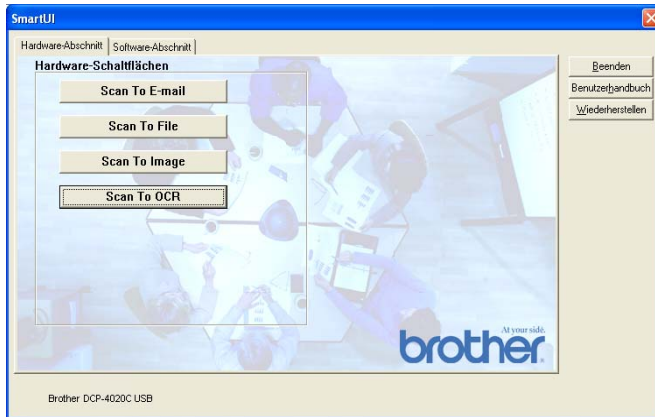 SmartUI
Hardware-Abschnitt Software-Abschnitt
Hardware-Schaltflächen
Scan To E-mail
Scan To File
Scan To Image
Scan To OCR
Beenden
Benutzerhandbuch
Wiederherstellen
At your side.
brother
Brother DCP-4020C USB